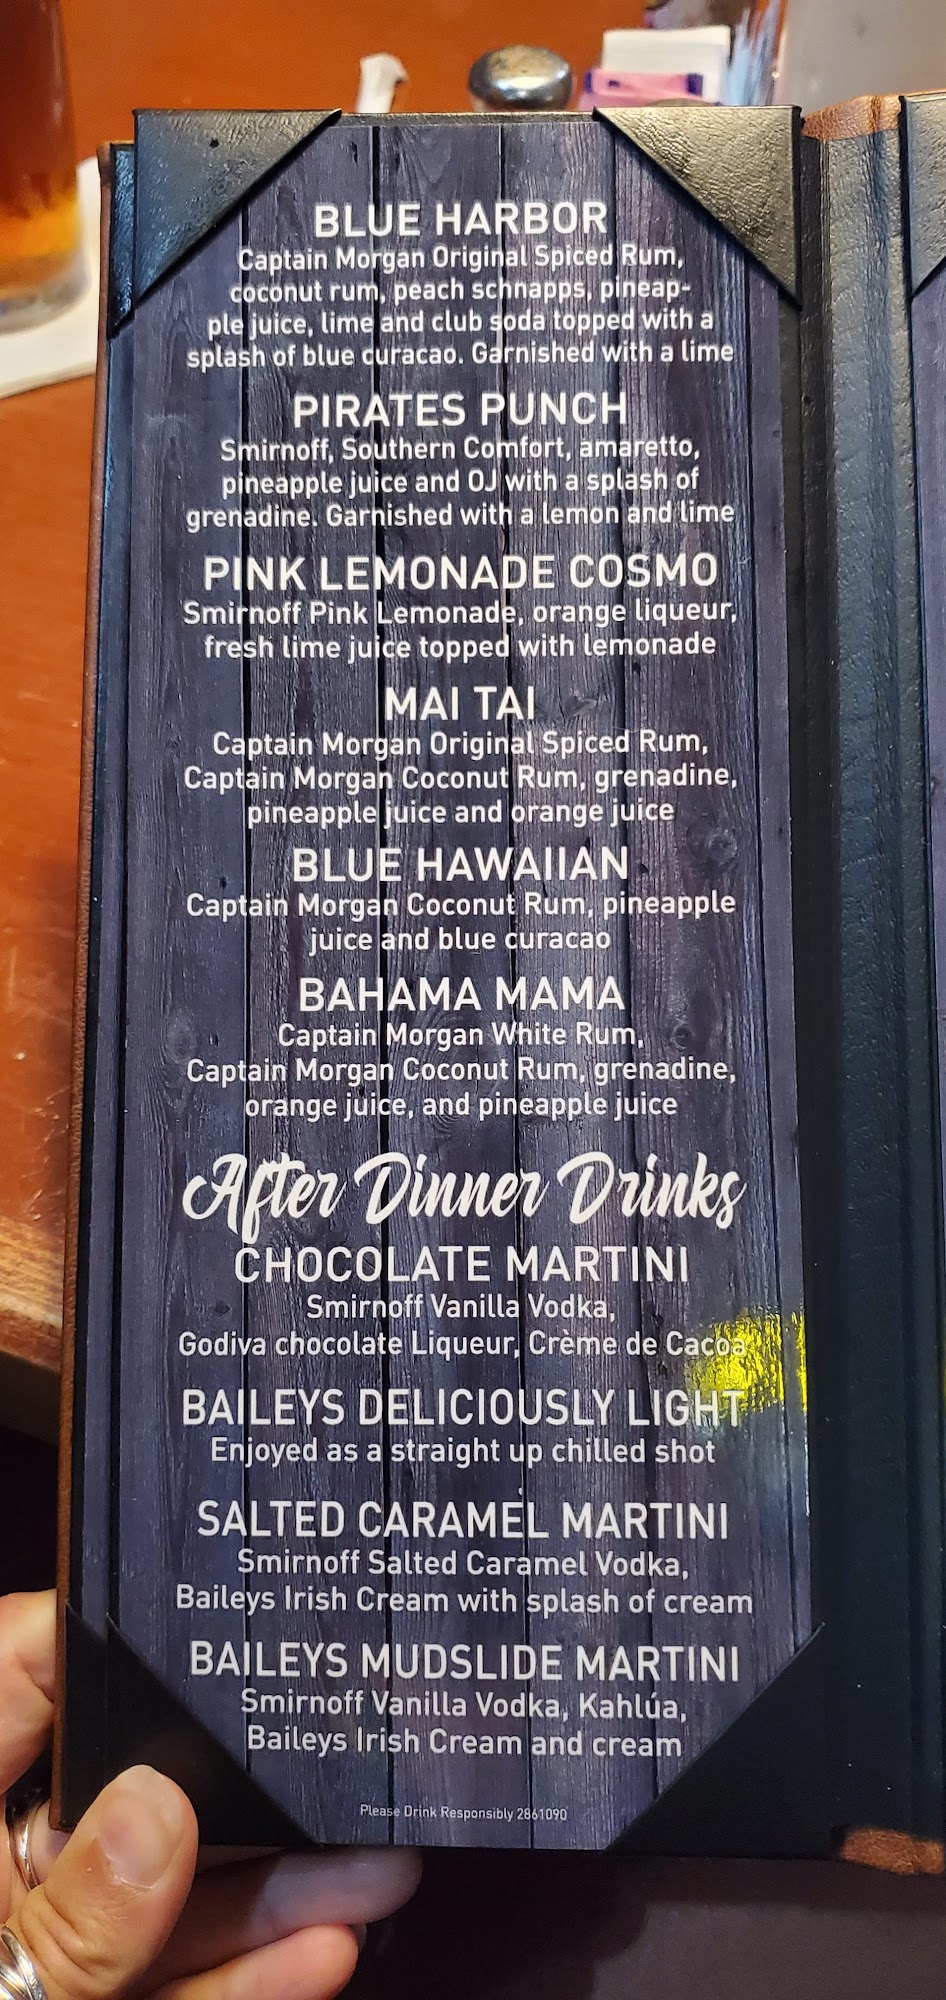 BLUE HARBOR
Captain Morgan Original Spiced Rum,
coconut rum, peach schnapps, pineap-
ple juice, lime and club soda topped with a
splash of blue curacao. Garnished with a lime
PIRATES PUNCH
Smirnoff, Southern Comfort, amaretto,
pineapple juice and OJ with a splash of
grenadine. Garnished with a lemon and lime
PINK LEMONADE COSMO
Smirnoff Pink Lemonade, orange liqueur,
fresh lime juice topped with lemonade
MAI TAI
Captain Morgan Original Spiced Rum,
Captain Morgan Coconut Rum, grenadine,
pineapple juice and orange juice
BLUE HAWAIIAN
Captain Morgan Coconut Rum, pineapple
juice and blue curacao
BAHAMA MAMA
Captain Morgan White Rum,
Captain Morgan Coconut Rum, grenadine,
orange juice, and pineapple juice
After Dinner Drinks
CHOCOLATE MARTINI
Smirnoff Vanilla Vodka,
Godiva chocolate Liqueur, Crème de Cacoa
BAILEYS DELICIOUSLY LIGHT
Enjoyed as a straight up chilled shot
SALTED CARAMEL MARTINI
Smirnoff Salted Caramel Vodka,
Baileys Irish Cream with splash of cream
BAILEYS MUDSLIDE MARTINI
Smirnoff Vanilla Vodka, Kahlúa,
Baileys Irish Cream and cream
Please Drink Responsibly 2861090